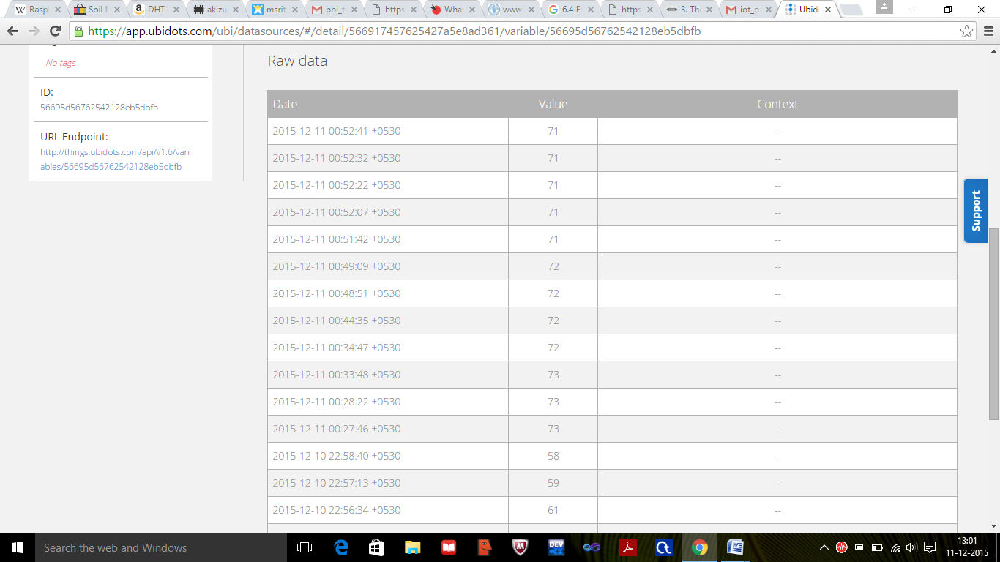 Raspl
Soil M
DHT
akizu
msrit
pbl_t
https
What
www
6.4 E
https
3. Th
iot_p
Ubid
https://app.ubidots.com/ubi/datasources/#/detail/566917457625427a5e8ad361/variable/56695d56762542128eb5dbfb
No tags
ID:
56695d56762542128eb5dbfb
URL Endpoint:
http://things.ubidots.com/api/v1.6/vari
ables/56695d56762542128eb5dbfb
Raw data
Date Value Context
2015-12-11 00:52:41 +0530 71 --
2015-12-11 00:52:32 +0530 71 --
2015-12-11 00:52:22 +0530 71 --
2015-12-11 00:52:07 +0530 71 --
2015-12-11 00:51:42 +0530 71 --
2015-12-11 00:49:09 +0530 72 --
2015-12-11 00:48:51 +0530 72 --
2015-12-11 00:44:35 +0530 72 --
2015-12-11 00:34:47 +0530 72 --
2015-12-11 00:33:48 +0530 73 --
2015-12-11 00:28:22 +0530 73 --
2015-12-11 00:27:46 +0530 73 --
2015-12-10 22:58:40 +0530 58 --
2015-12-10 22:57:13 +0530 59 --
2015-12-10 22:56:34 +0530 61 --
Support
Search the web and Windows
DEV
13:01
11-12-2015